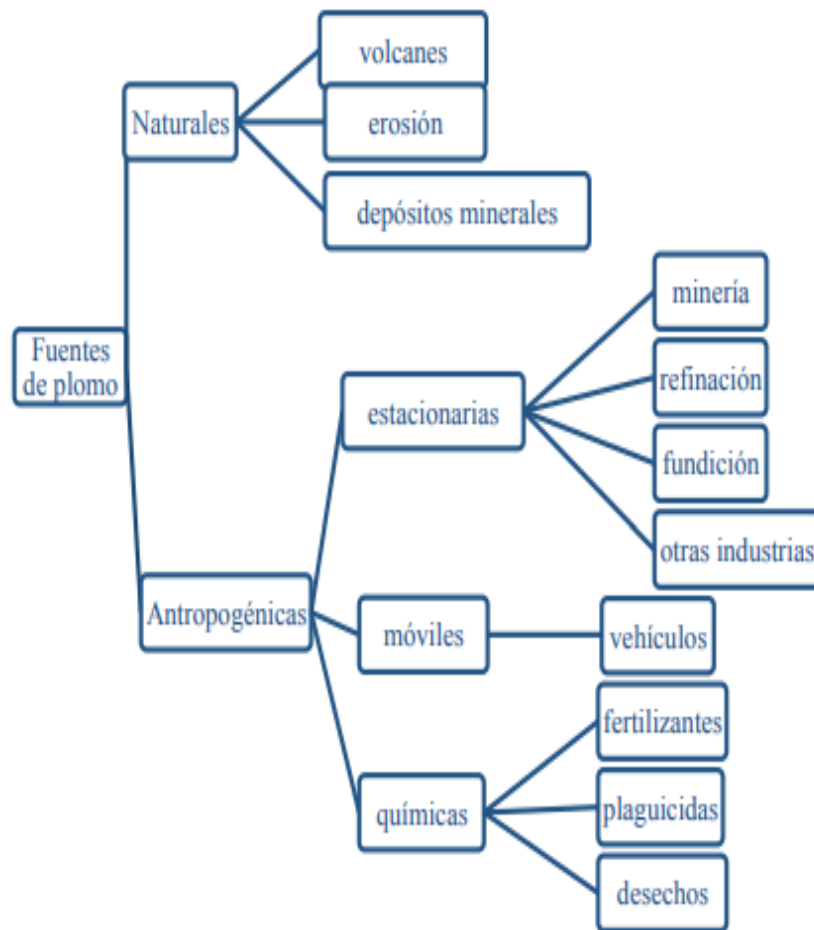 volcanes
Naturales
erosión
depósitos minerales
minería
Fuentes
de plomo
refinación
estacionarias
fundición
otras industrias
Antropogénicas
móviles
vehículos
fertilizantes
químicas
plaguicidas
desechos